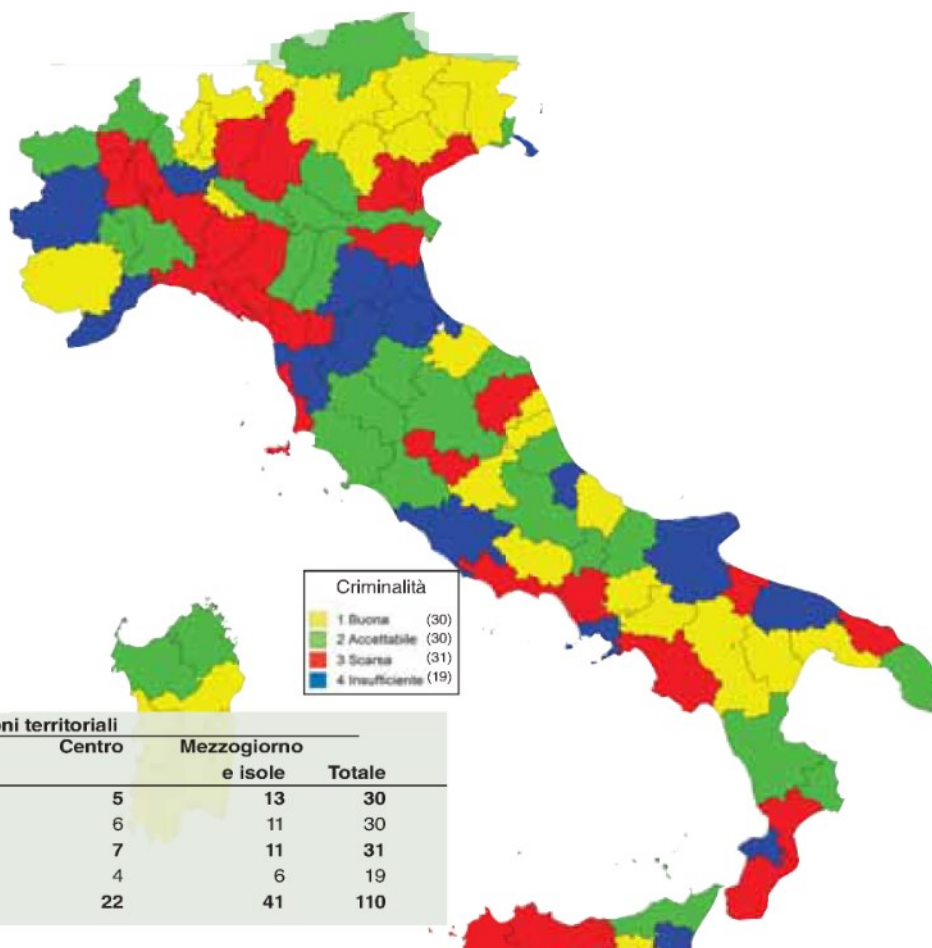 Criminalità
1 Buona (30)
2 Accettabile (30)
3 Scarsa (31)
4 Insufficiente (19)
ni territoriali
Centro Mezzogiorno
e isole Totale
5 13 30
6 11 30
7 11 31
4 6 19
22 41 110